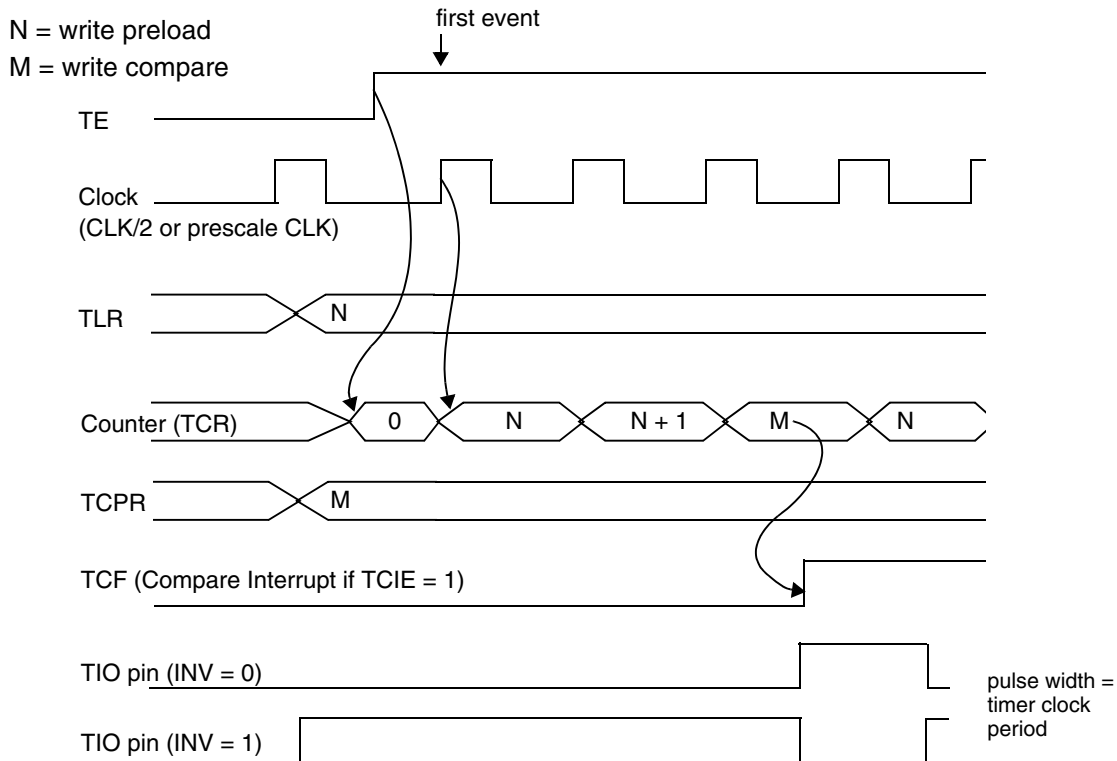 N = write preload
M = write compare
first event
TE
Clock
(CLK/2 or prescale CLK)
TLR
N
Counter (TCR)
0
N
N + 1
M
N
TCPR
M
TCF (Compare Interrupt if TCIE = 1)
TIO pin (INV = 0)
TIO pin (INV = 1)
pulse width =
timer clock
period